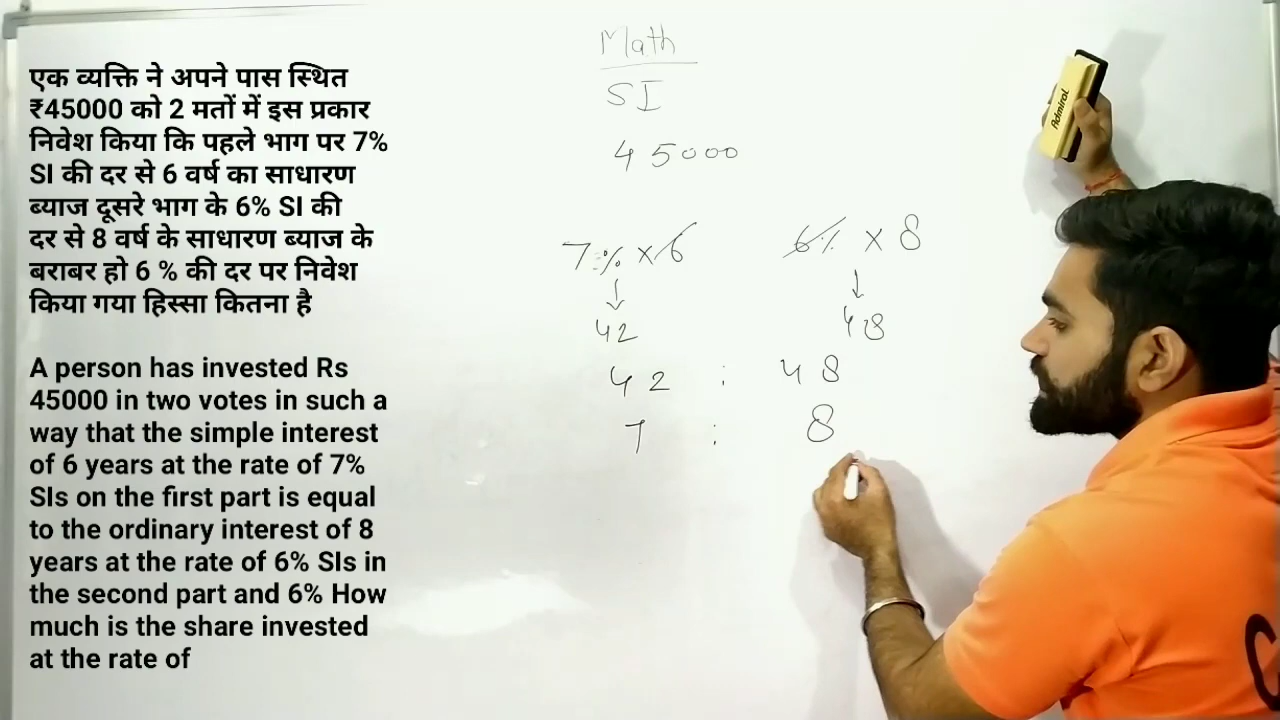 एक व्यक्ति ने अपने पास स्थित
₹45000 को 2 मतों में इस प्रकार
निवेश किया कि पहले भाग पर 7%
SI की दर से 6 वर्ष का साधारण
ब्याज दूसरे भाग के 6% SI की
दर से 8 वर्ष के साधारण ब्याज के
बराबर हो 6 % की दर पर निवेश
किया गया हिस्सा कितना है
A person has invested Rs
45000 in two votes in such a
way that the simple interest
of 6 years at the rate of 7%
SIs on the first part is equal
to the ordinary interest of 8
years at the rate of 6% SIs in
the second part and 6% How
much is the share invested
at the rate of
Math
SI
45000
7% × 6 6% × 8
↓ ↓
42 48
42 : 48
7 : 8
Admirol